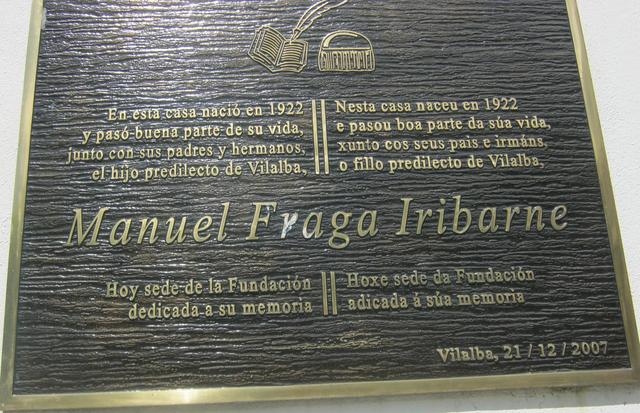 En esta casa nació en 1922
y pasó buena parte de su vida,
junto con sus padres y hermanos,
el hijo predilecto de Vilalba,
Nesta casa naceu en 1922
e pasou boa parte da súa vida,
xunto cos seus pais e irmáns,
o fillo predilecto de Vilalba,
Manuel Fraga Iribarne
Hoy sede de la Fundación
dedicada a su memoria
Hoxe sede da Fundación
adicada á súa memoria
Vilalba, 21 / 12 / 2007